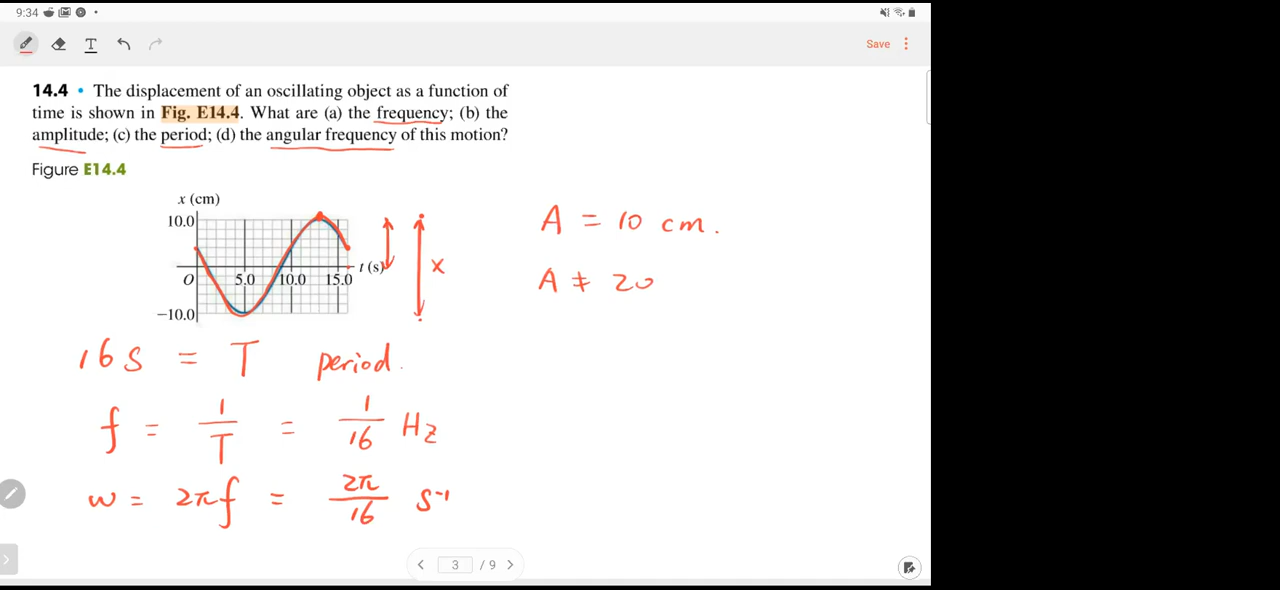 9:34
T
Save
14.4 • The displacement of an oscillating object as a function of
time is shown in Fig. E14.4. What are (a) the frequency; (b) the
amplitude; (c) the period; (d) the angular frequency of this motion?
Figure E14.4
x (cm)
10.0
O 5.0 10.0 15.0 t (s)
−10.0
x
A = 10 cm.
A ≠ 20
16 s = T period.
f = 1/T = 1/16 Hz
w = 2πf = 2π/16 s⁻¹
3 / 9